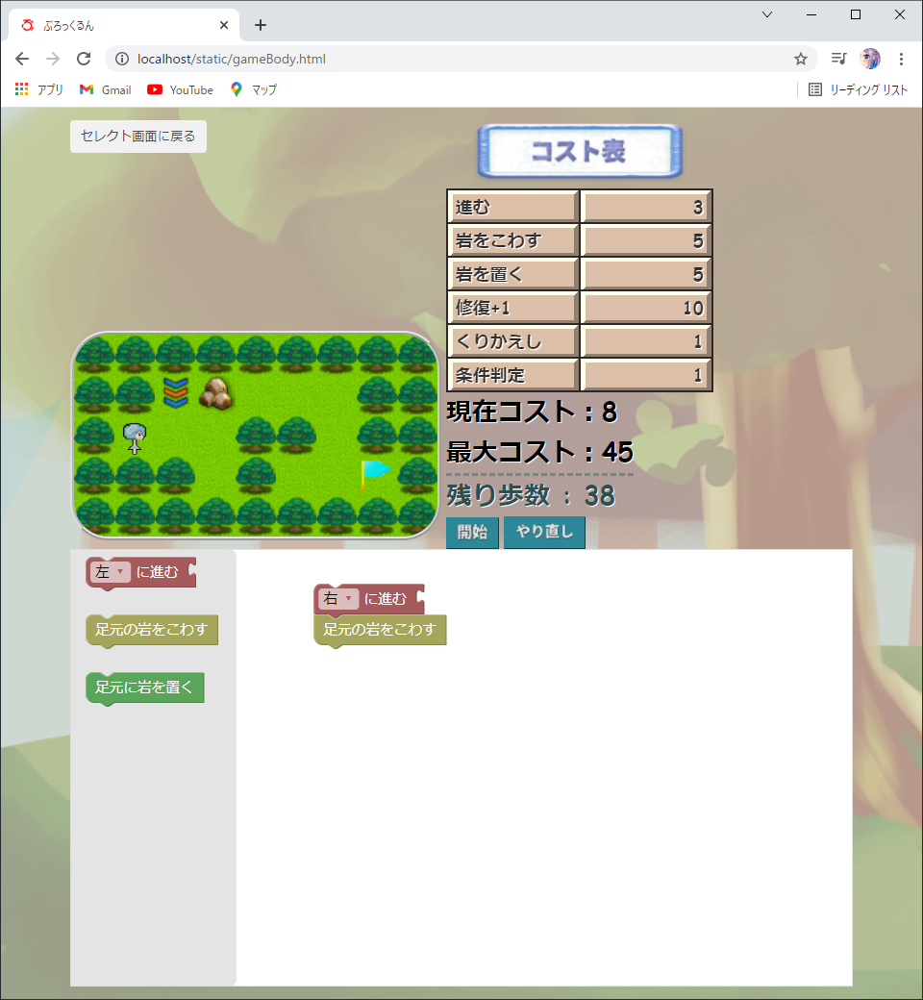 ぶろっくるん
localhost/static/gameBody.html
アプリ
Gmail
YouTube
マップ
リーディング リスト
セレクト画面に戻る
コスト表
進む 3
岩をこわす 5
岩を置く 5
修復+1 10
くりかえし 1
条件判定 1
現在コスト:8
最大コスト:45
残り歩数 : 38
開始 やり直し
左 に進む
足元の岩をこわす
足元に岩を置く
右 に進む
足元の岩をこわす